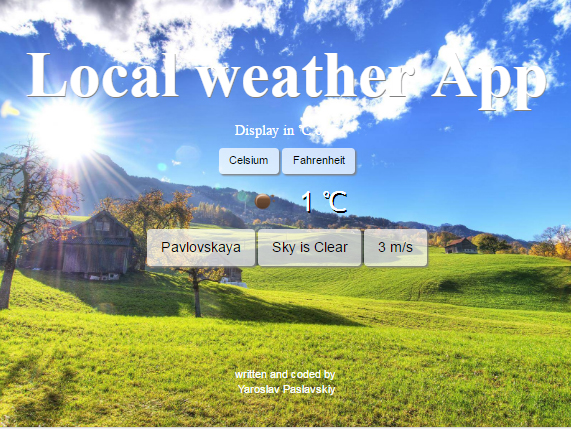 Local weather App
Display in
Celsium Fahrenheit
1 ℃
Pavlovskaya Sky is Clear 3 m/s
written and coded by
Yaroslav Paslavskiy